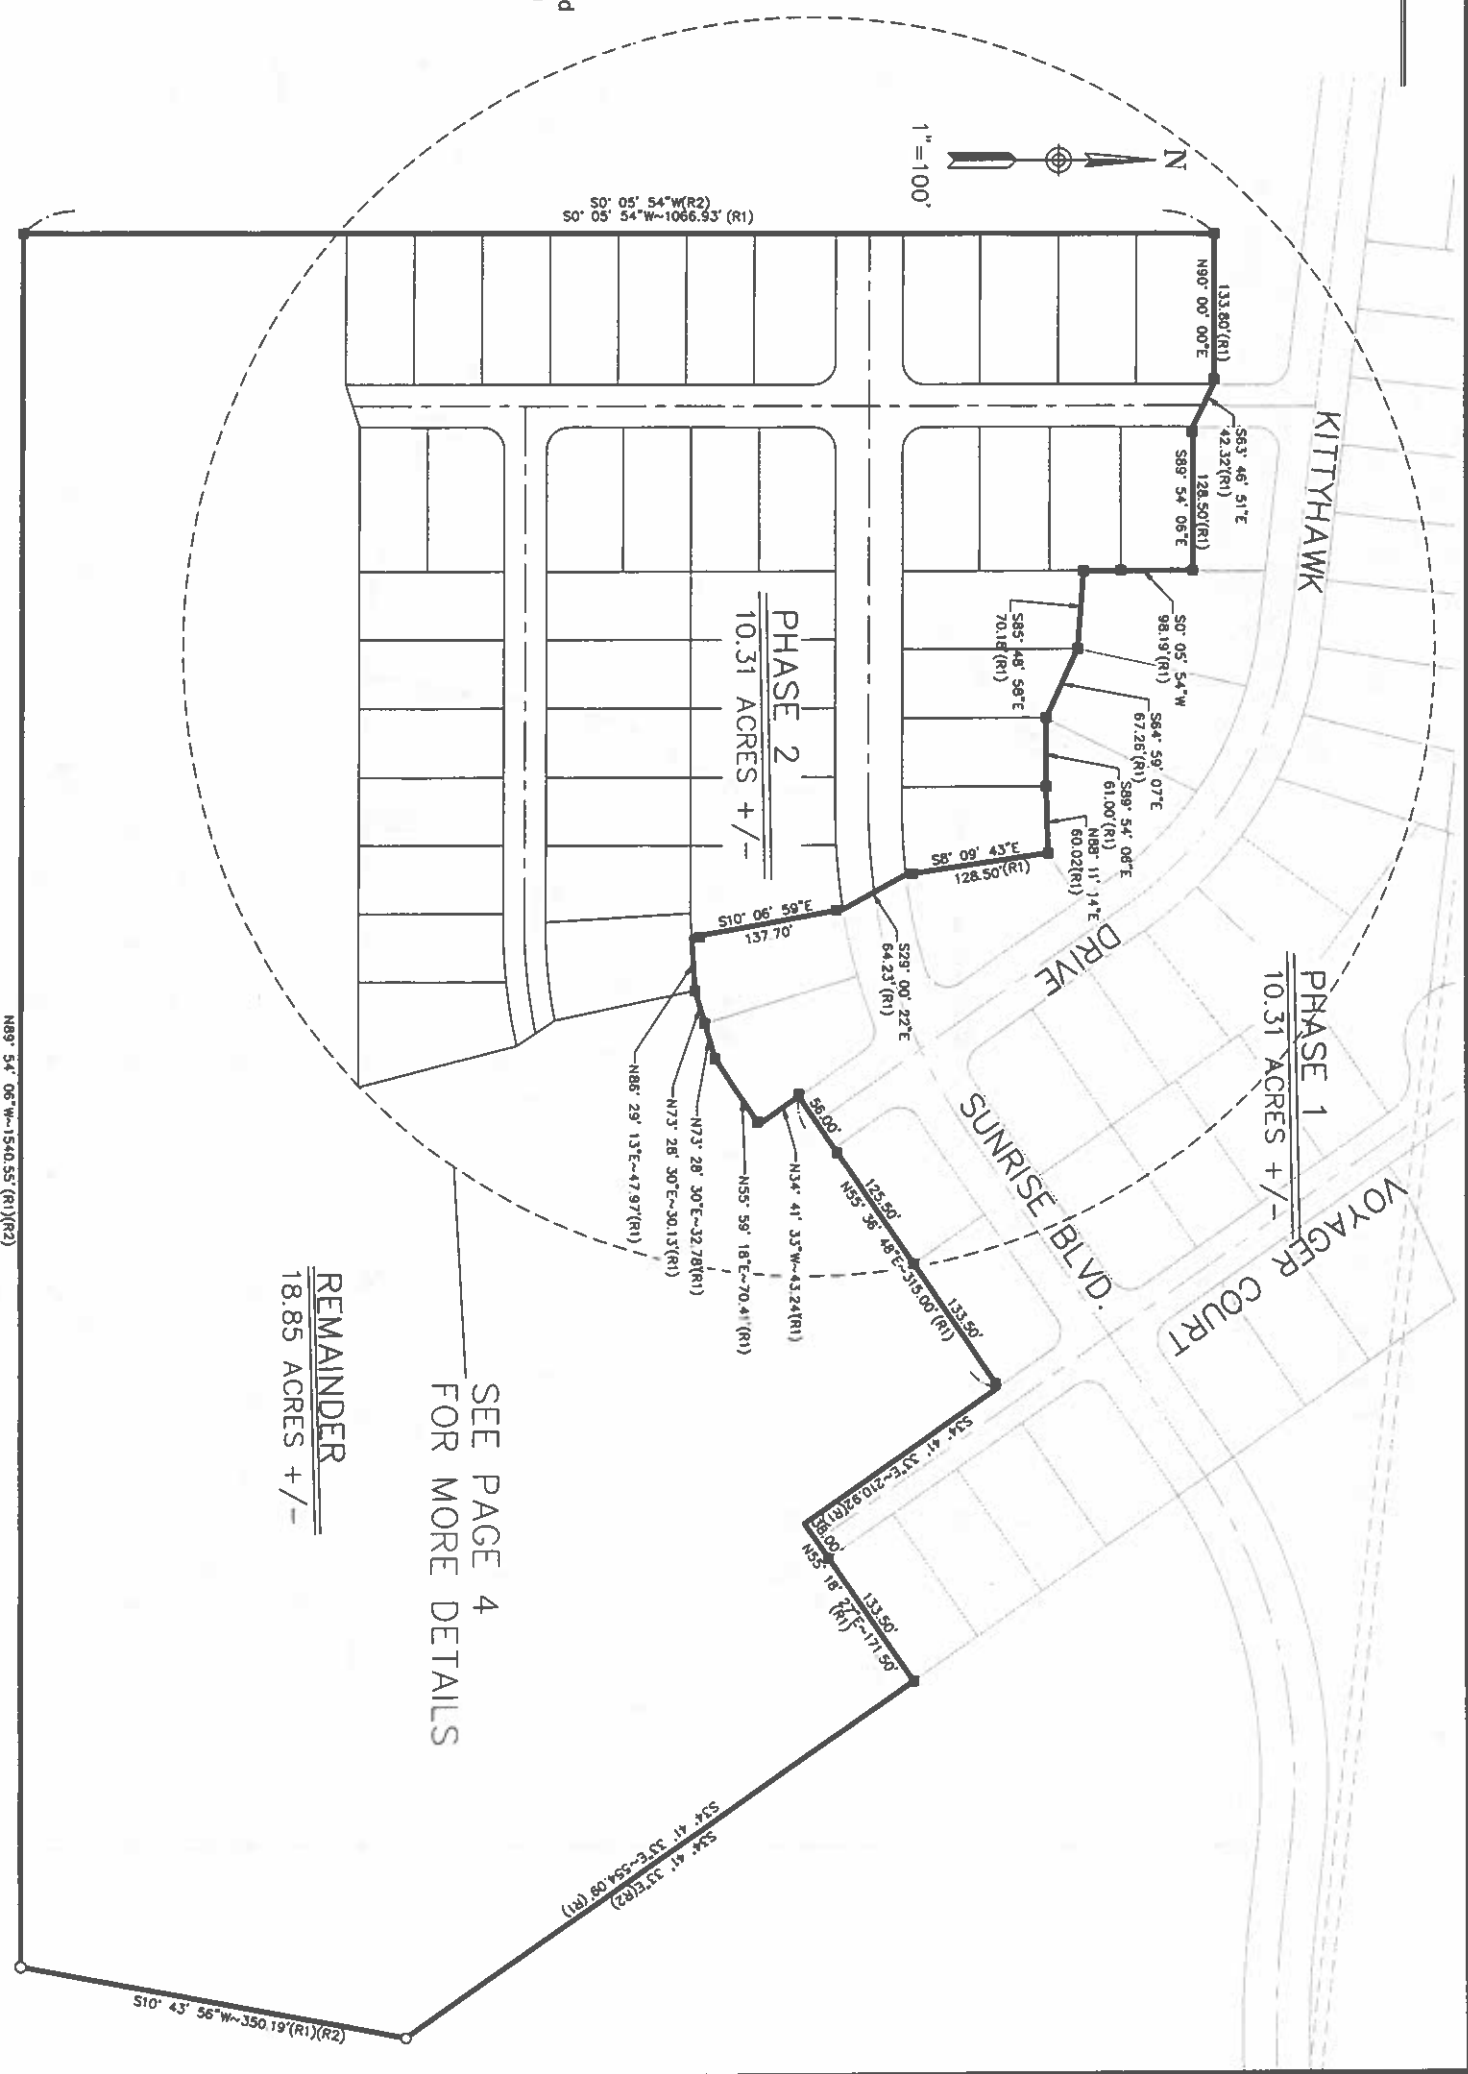 d
N
1"=100'
S0° 05' 54"W(R2)
S0° 05' 54"W~1066.93' (R1)
133.80'(R1)
N90° 00' 00"E
S63° 46' 51"E
42.32'(R1)
128.50'(R1)
S89° 54' 06"E
S0° 05' 54"W
98.19'(R1)
S85° 48' 58"E
70.18'(R1)
S64° 59' 07"E
67.26'(R1)
S89° 54' 06"E
61.00'(R1)
N88° 11' 14"E
60.02'(R1)
S8° 09' 43"E
128.50'(R1)
S29° 00' 22"E
64.23'(R1)
S10° 06' 59"E
137.70'
N86° 29' 13"E~47.97'(R1)
N73° 28' 30"E~30.13'(R1)
N73° 28' 30"E~32.78'(R1)
N55° 59' 18"E~70.41'(R1)
N34° 41' 33"W~43.24'(R1)
56.00'
125.50'
133.50'
N55° 36' 48"E~315.00'(R1)
S34° 41' 33"E~210.92'(R1)
38.00'
133.50'
N55° 18' 27"E~171.50'
(R1)
S34° 41' 33"E(R2)
S34° 41' 33"E~554.09'(R1)
S10° 43' 56"W~350.19'(R1)(R2)
N89° 54' 06"W~1540.55' (R1)(R2)
KITTYHAWK
DRIVE
SUNRISE BLVD.
VOYAGER COURT
PHASE 1
10.31 ACRES +/-
PHASE 2
10.31 ACRES +/-
SEE PAGE 4
FOR MORE DETAILS
REMAINDER
18.85 ACRES +/-